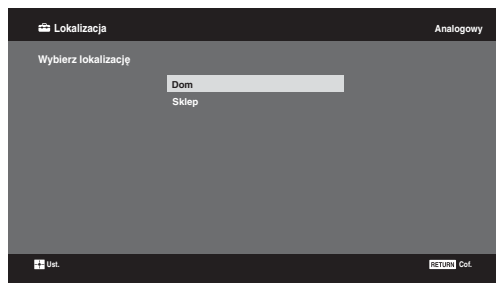 Lokalizacja Analogowy
Wybierz lokalizację
Dom
Sklep
Ust. RETURN Cof.